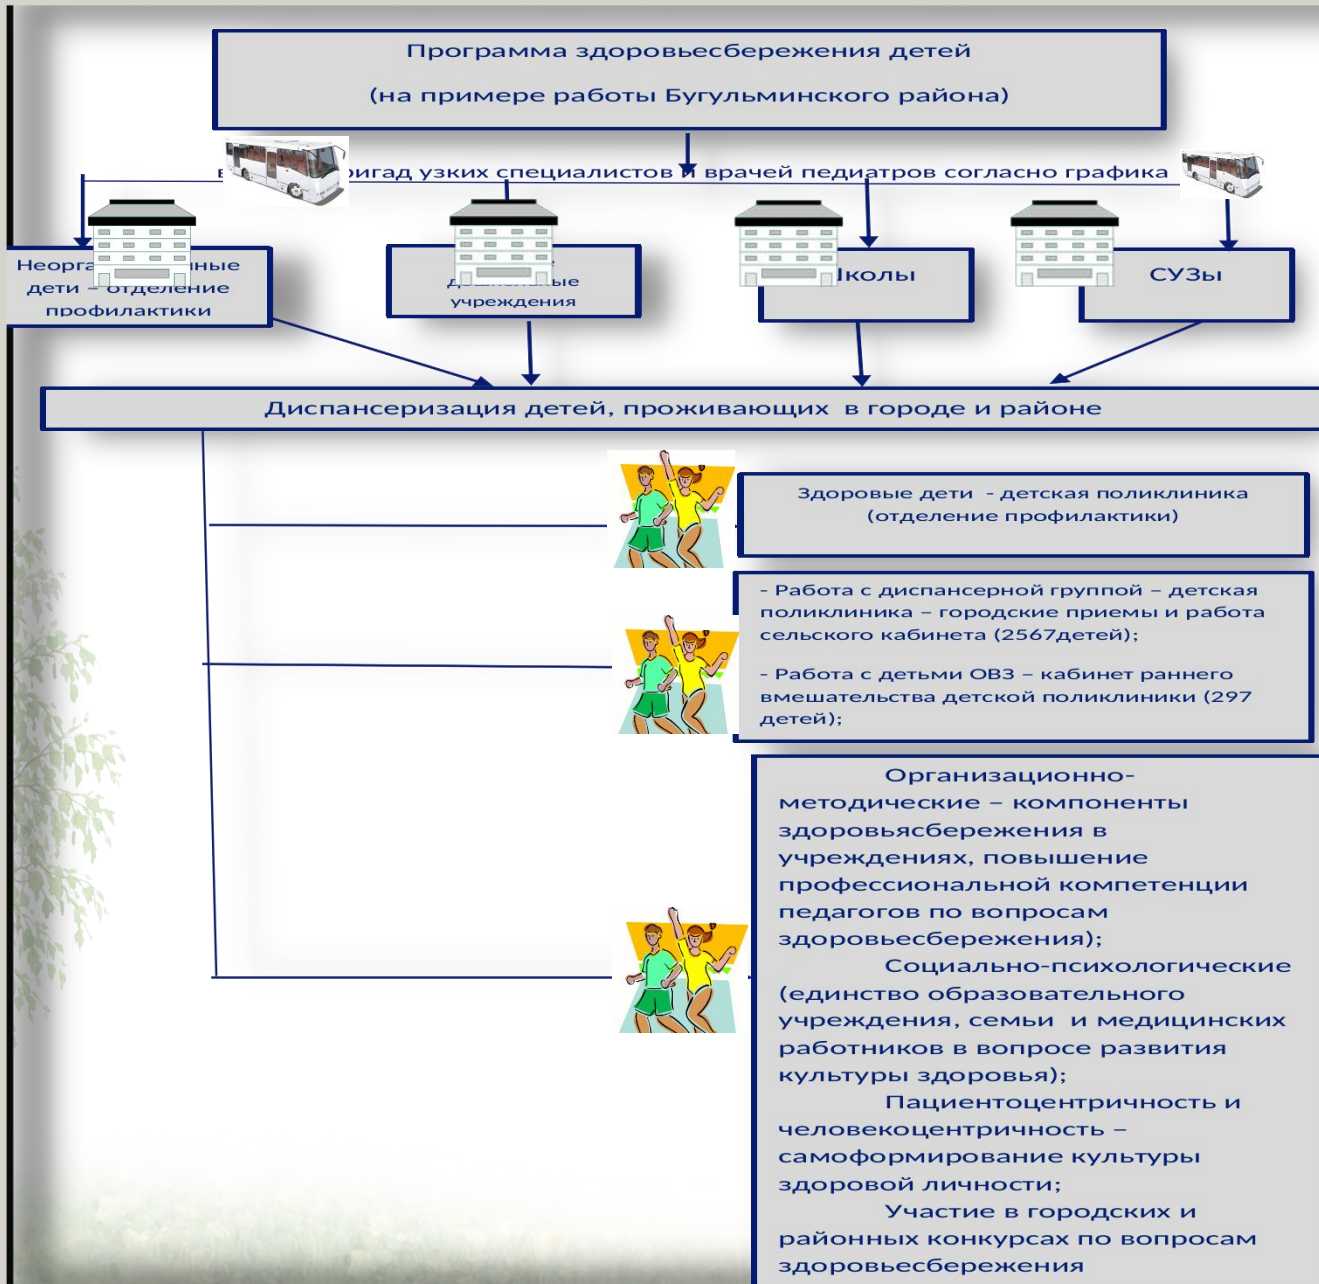 Программа здоровьесбережения детей
(на примере работы Бугульминского района)
узких специалистов и врачей педиатров согласно графика
дети – отделение
профилактики
учреждения
СУЗы
Диспансеризация детей, проживающих в городе и районе
Здоровые дети - детская поликлиника
(отделение профилактики)
- Работа с диспансерной группой – детская
поликлиника – городские приемы и работа
сельского кабинета (2567детей);
- Работа с детьми ОВЗ – кабинет раннего
вмешательства детской поликлиники (297
детей);
Организационно-
методические – компоненты
здоровьясбережения в
учреждениях, повышение
профессиональной компетенции
педагогов по вопросам
здоровьесбережения);
Социально-психологические
(единство образовательного
учреждения, семьи и медицинских
работников в вопросе развития
культуры здоровья);
Пациентоцентричность и
человекоцентричность –
самоформирование культуры
здоровой личности;
Участие в городских и
районных конкурсах по вопросам
здоровьесбережения